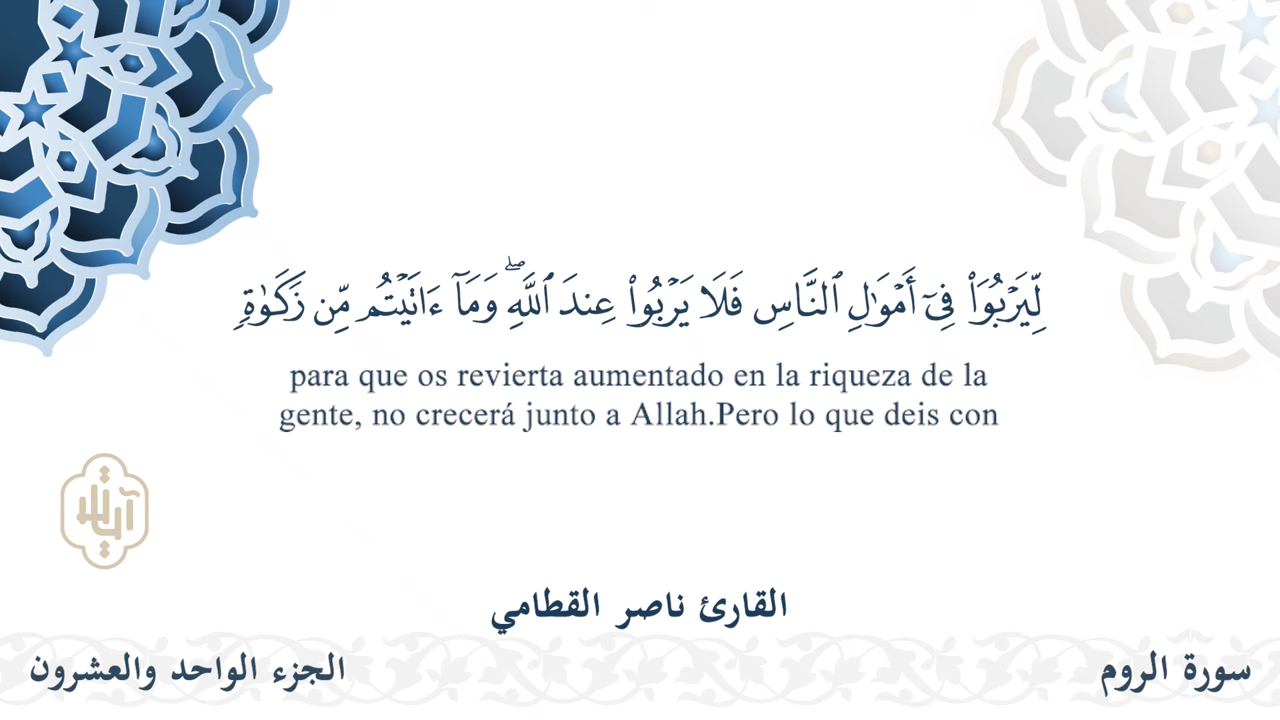 لِّيَرْبُوَا۟ فِىٓ أَمْوَٰلِ ٱلنَّاسِ فَلَا يَرْبُوا۟ عِندَ ٱللَّهِ ۖ وَمَآ ءَاتَيْتُم مِّن زَكَوٰةٍ
para que os revierta aumentado en la riqueza de la
gente, no crecerá junto a Allah.Pero lo que deis con
القارئ ناصر القطامي
سورة الروم
الجزء الواحد والعشرون